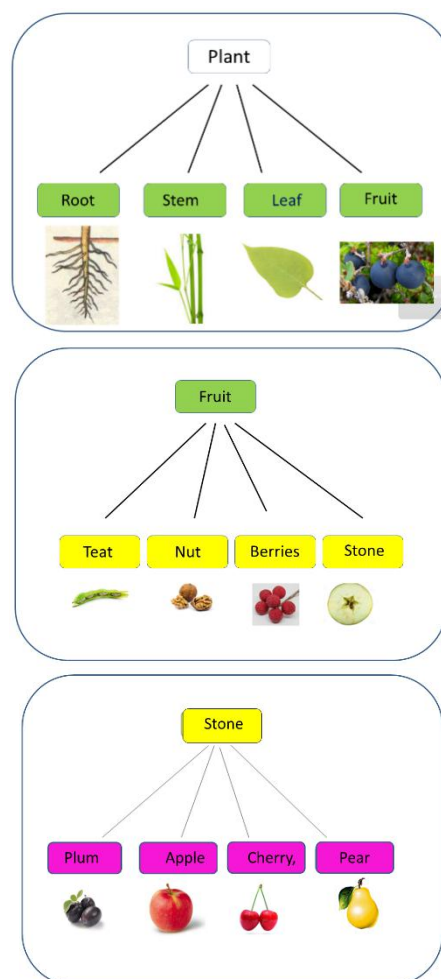 Plant
Root Stem Leaf Fruit
Fruit
Teat Nut Berries Stone
Stone
Plum Apple Cherry, Pear